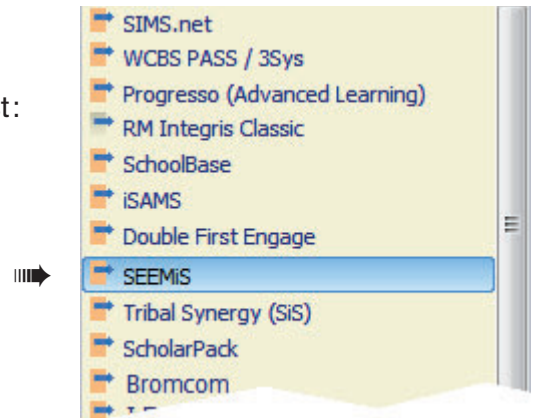 SIMS.net
WCBS PASS / 3Sys
Progresso (Advanced Learning)
t:
RM Integris Classic
SchoolBase
iSAMS
Double First Engage
SEEMiS
Tribal Synergy (SiS)
ScholarPack
Bromcom